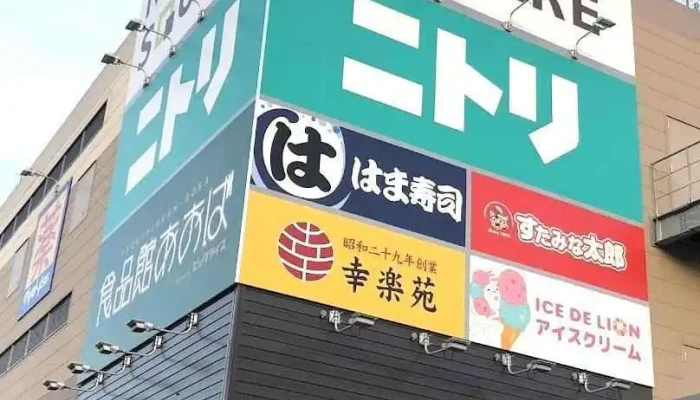 ニトリ
ニトリ
は
はま寿司
すたみな太郎
昭和二十九年創業
幸楽苑
ICE DE LION
アイスクリーム
食品館あおば
薬